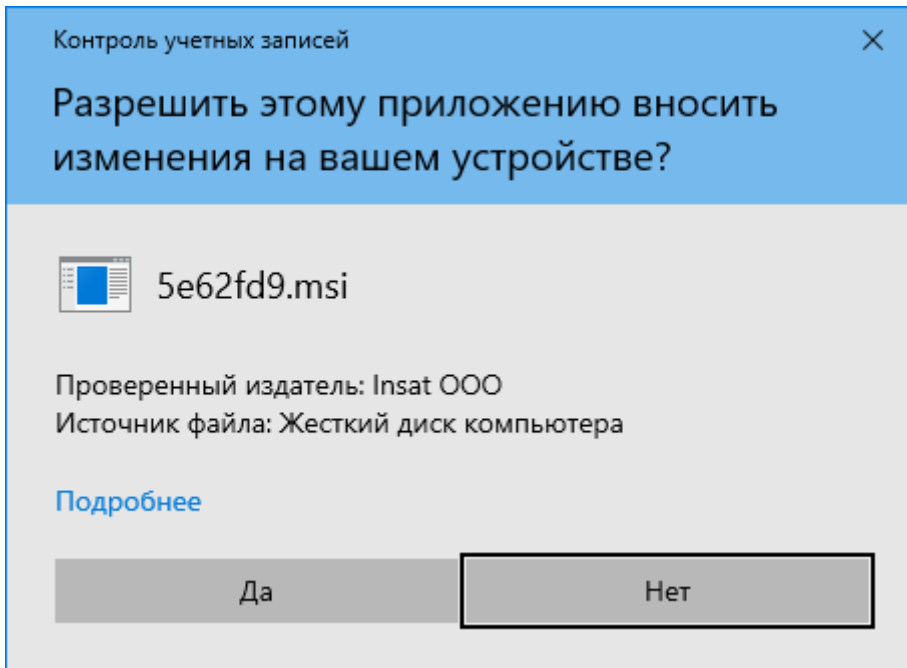 Контроль учетных записей
Разрешить этому приложению вносить
изменения на вашем устройстве?
5e62fd9.msi
Проверенный издатель: Insat ООО
Источник файла: Жесткий диск компьютера
Подробнее
Да
Нет